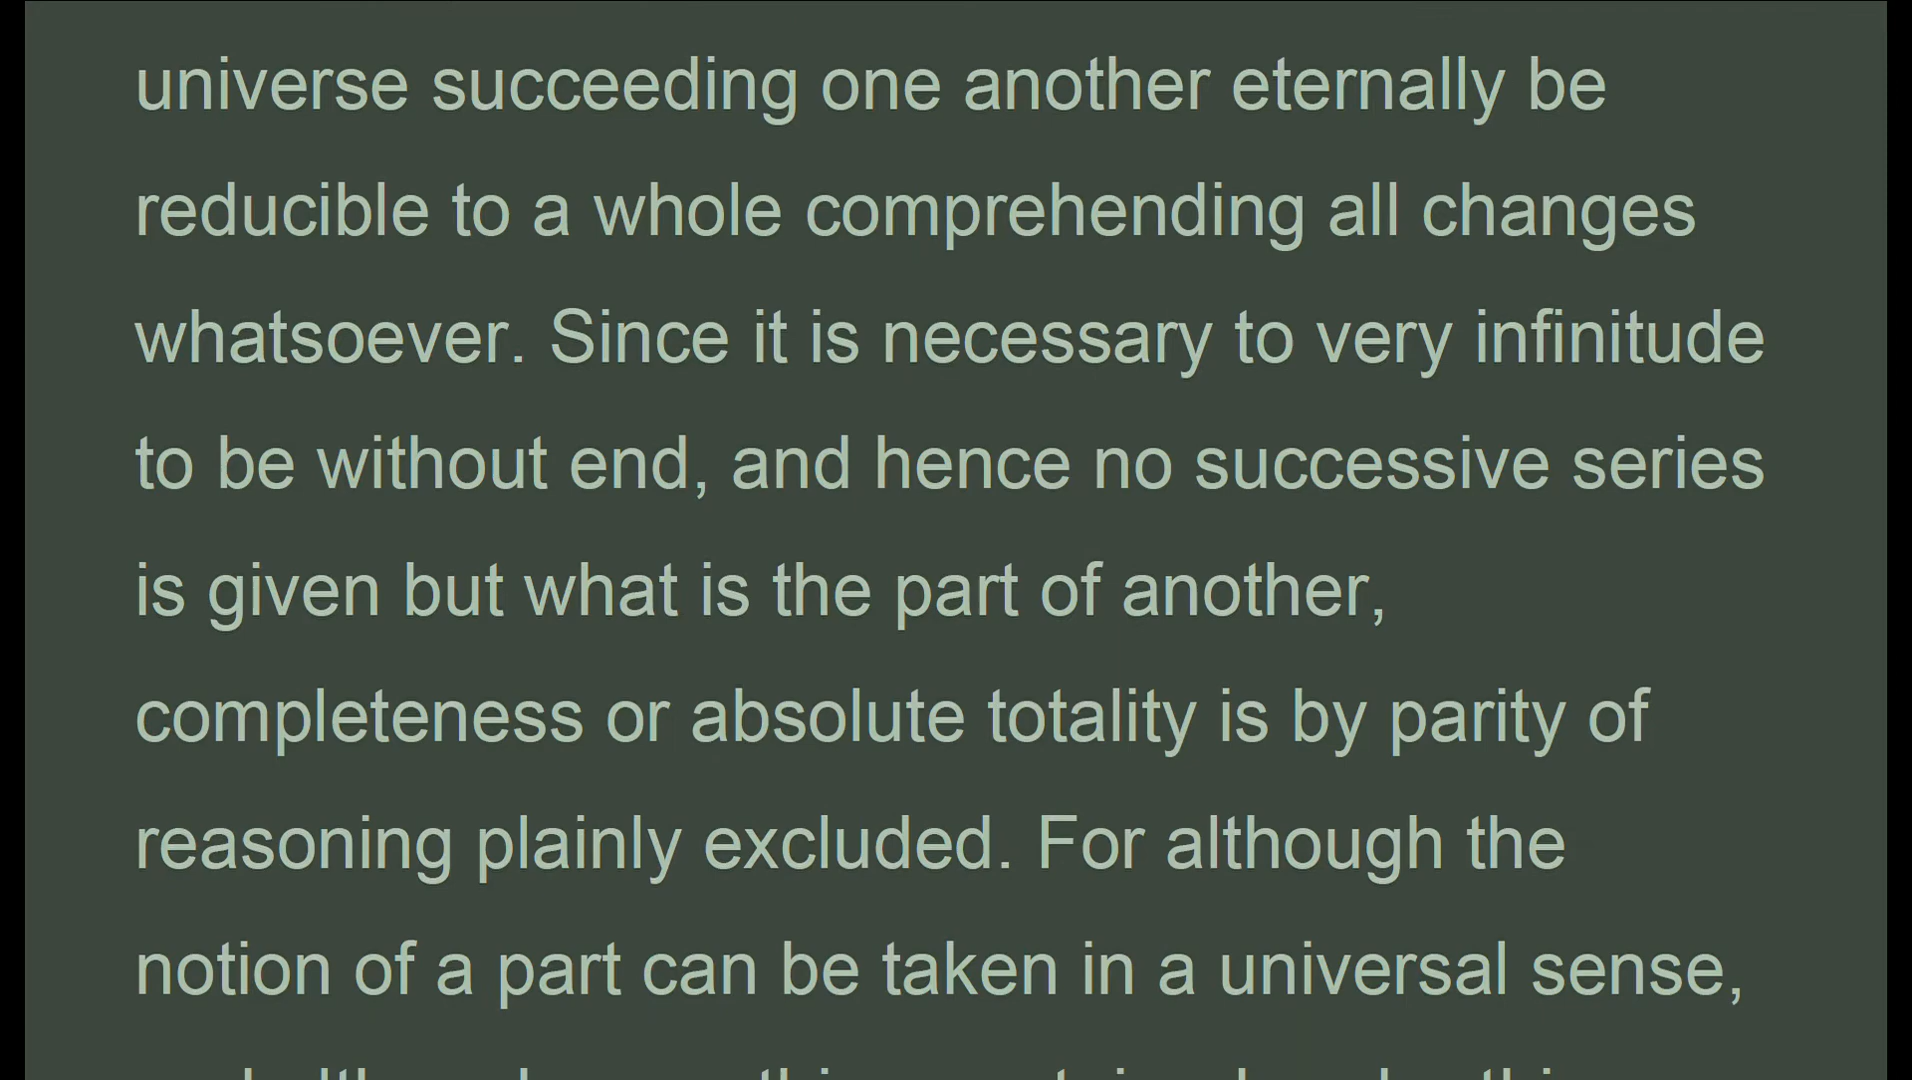 universe succeeding one another eternally be
reducible to a whole comprehending all changes
whatsoever. Since it is necessary to very infinitude
to be without end, and hence no successive series
is given but what is the part of another,
completeness or absolute totality is by parity of
reasoning plainly excluded. For although the
notion of a part can be taken in a universal sense,